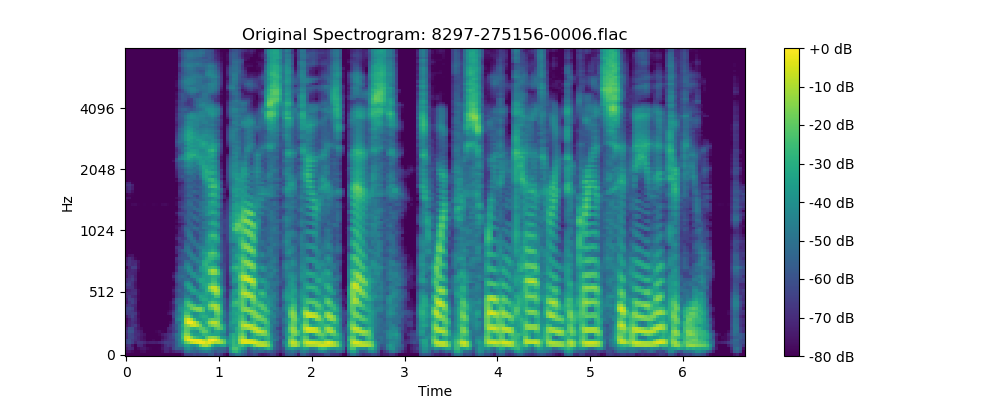 Original Spectrogram: 8297-275156-0006.flac
Hz
4096
2048
1024
512
0
0 1 2 3 4 5 6
Time
+0 dB
-10 dB
-20 dB
-30 dB
-40 dB
-50 dB
-60 dB
-70 dB
-80 dB